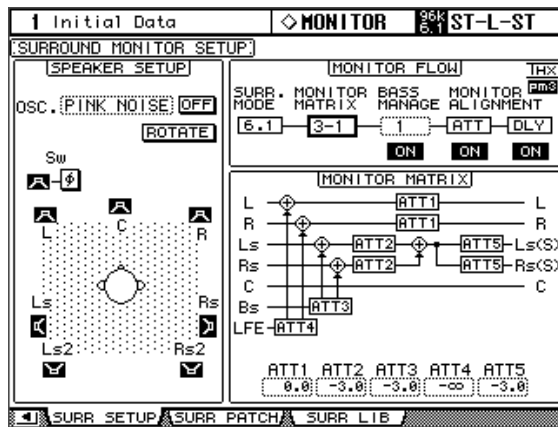 1 Initial Data
◇MONITOR
96k 6.1 ST-L-ST
SURROUND MONITOR SETUP
SPEAKER SETUP
OSC. PINK NOISE OFF
ROTATE
Sw
Φ
L C R
Ls Rs
Ls2 Rs2
MONITOR FLOW
THX
pm3
SURR. MODE
MONITOR MATRIX
BASS MANAGE
MONITOR ALIGNMENT
6.1 3-1 1 ATT DLY
ON ON ON
MONITOR MATRIX
L ATT1 L
R ATT1 R
Ls ATT2 ATT5 Ls(S)
Rs ATT2 ATT5 Rs(S)
C C
Bs ATT3
LFE ATT4
ATT1 ATT2 ATT3 ATT4 ATT5
0.0 -3.0 -3.0 -∞ -3.0
SURR SETUP SURR PATCH SURR LIB